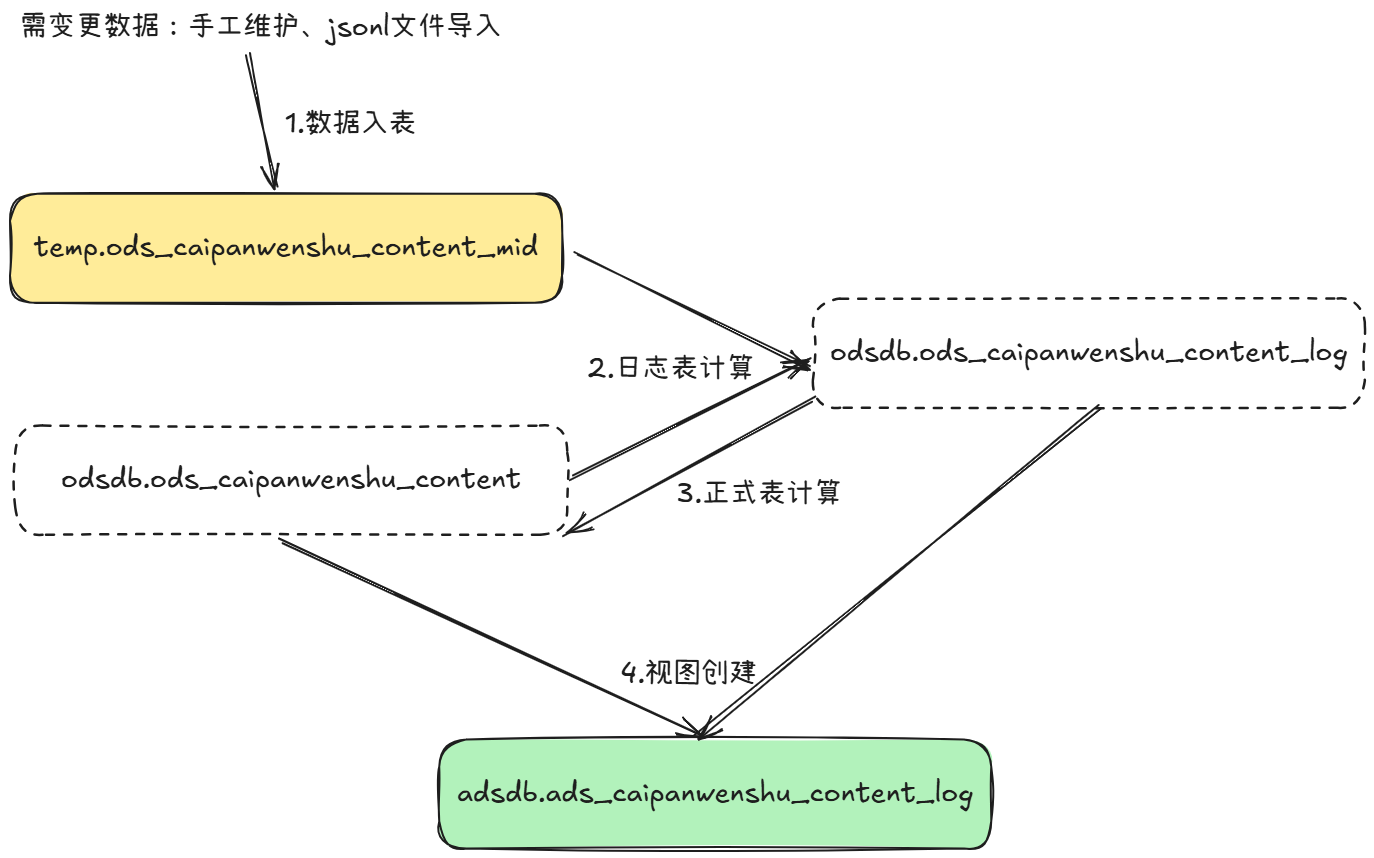 需变更数据：手工维护、jsonl文件导入
1.数据入表
temp.ods_caipanwenshu_content_mid
odsdb.ods_caipanwenshu_content_log
2.日志表计算
odsdb.ods_caipanwenshu_content
3.正式表计算
4.视图创建
adsdb.ads_caipanwenshu_content_log